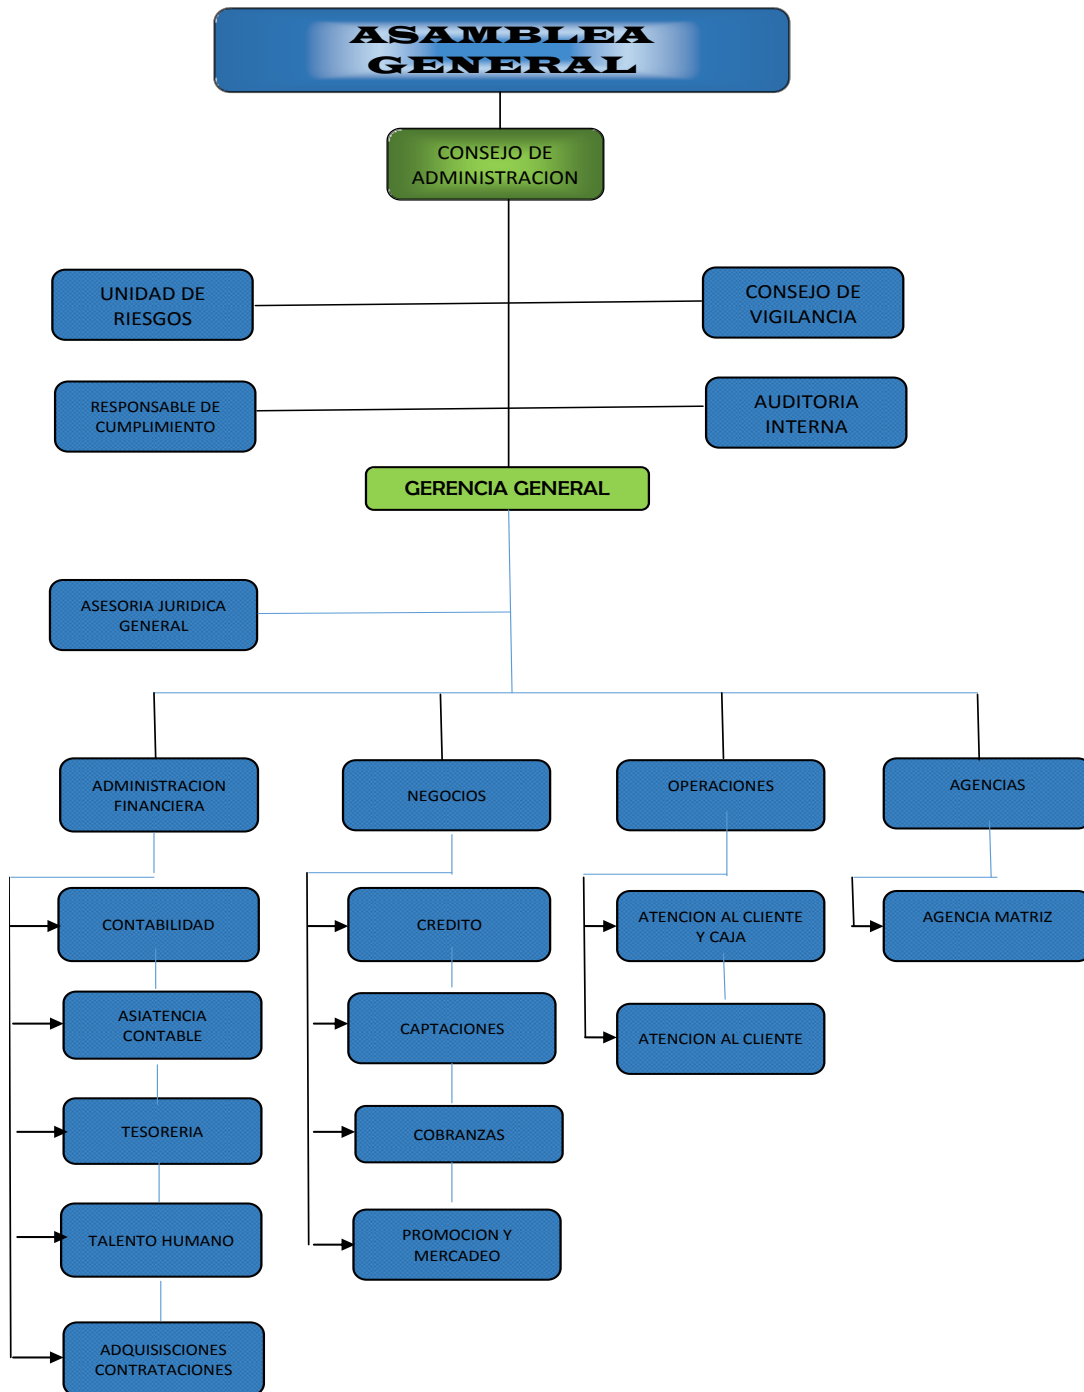 ASAMBLEA
GENERAL
CONSEJO DE
ADMINISTRACION
UNIDAD DE
RIESGOS
CONSEJO DE
VIGILANCIA
RESPONSABLE DE
CUMPLIMIENTO
AUDITORIA
INTERNA
GERENCIA GENERAL
ASESORIA JURIDICA
GENERAL
ADMINISTRACION
FINANCIERA
NEGOCIOS
OPERACIONES
AGENCIAS
CONTABILIDAD
CREDITO
ATENCION AL CLIENTE
Y CAJA
AGENCIA MATRIZ
ASIATENCIA
CONTABLE
CAPTACIONES
ATENCION AL CLIENTE
TESORERIA
COBRANZAS
TALENTO HUMANO
PROMOCION Y
MERCADEO
ADQUISISCIONES
CONTRATACIONES